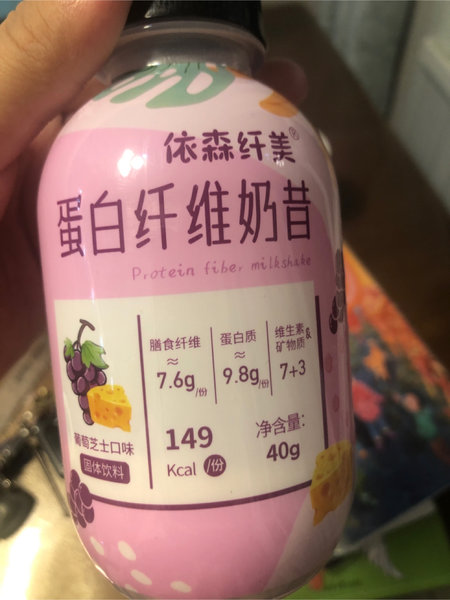 依森纤美®
蛋白纤维奶昔
Protein fiber milkshake
膳食纤维
≈
7.6g/份
蛋白质
≈
9.8g/份
维生素&
矿物质
7+3
葡萄芝士口味
固体饮料
149
Kcal /份
净含量:
40g